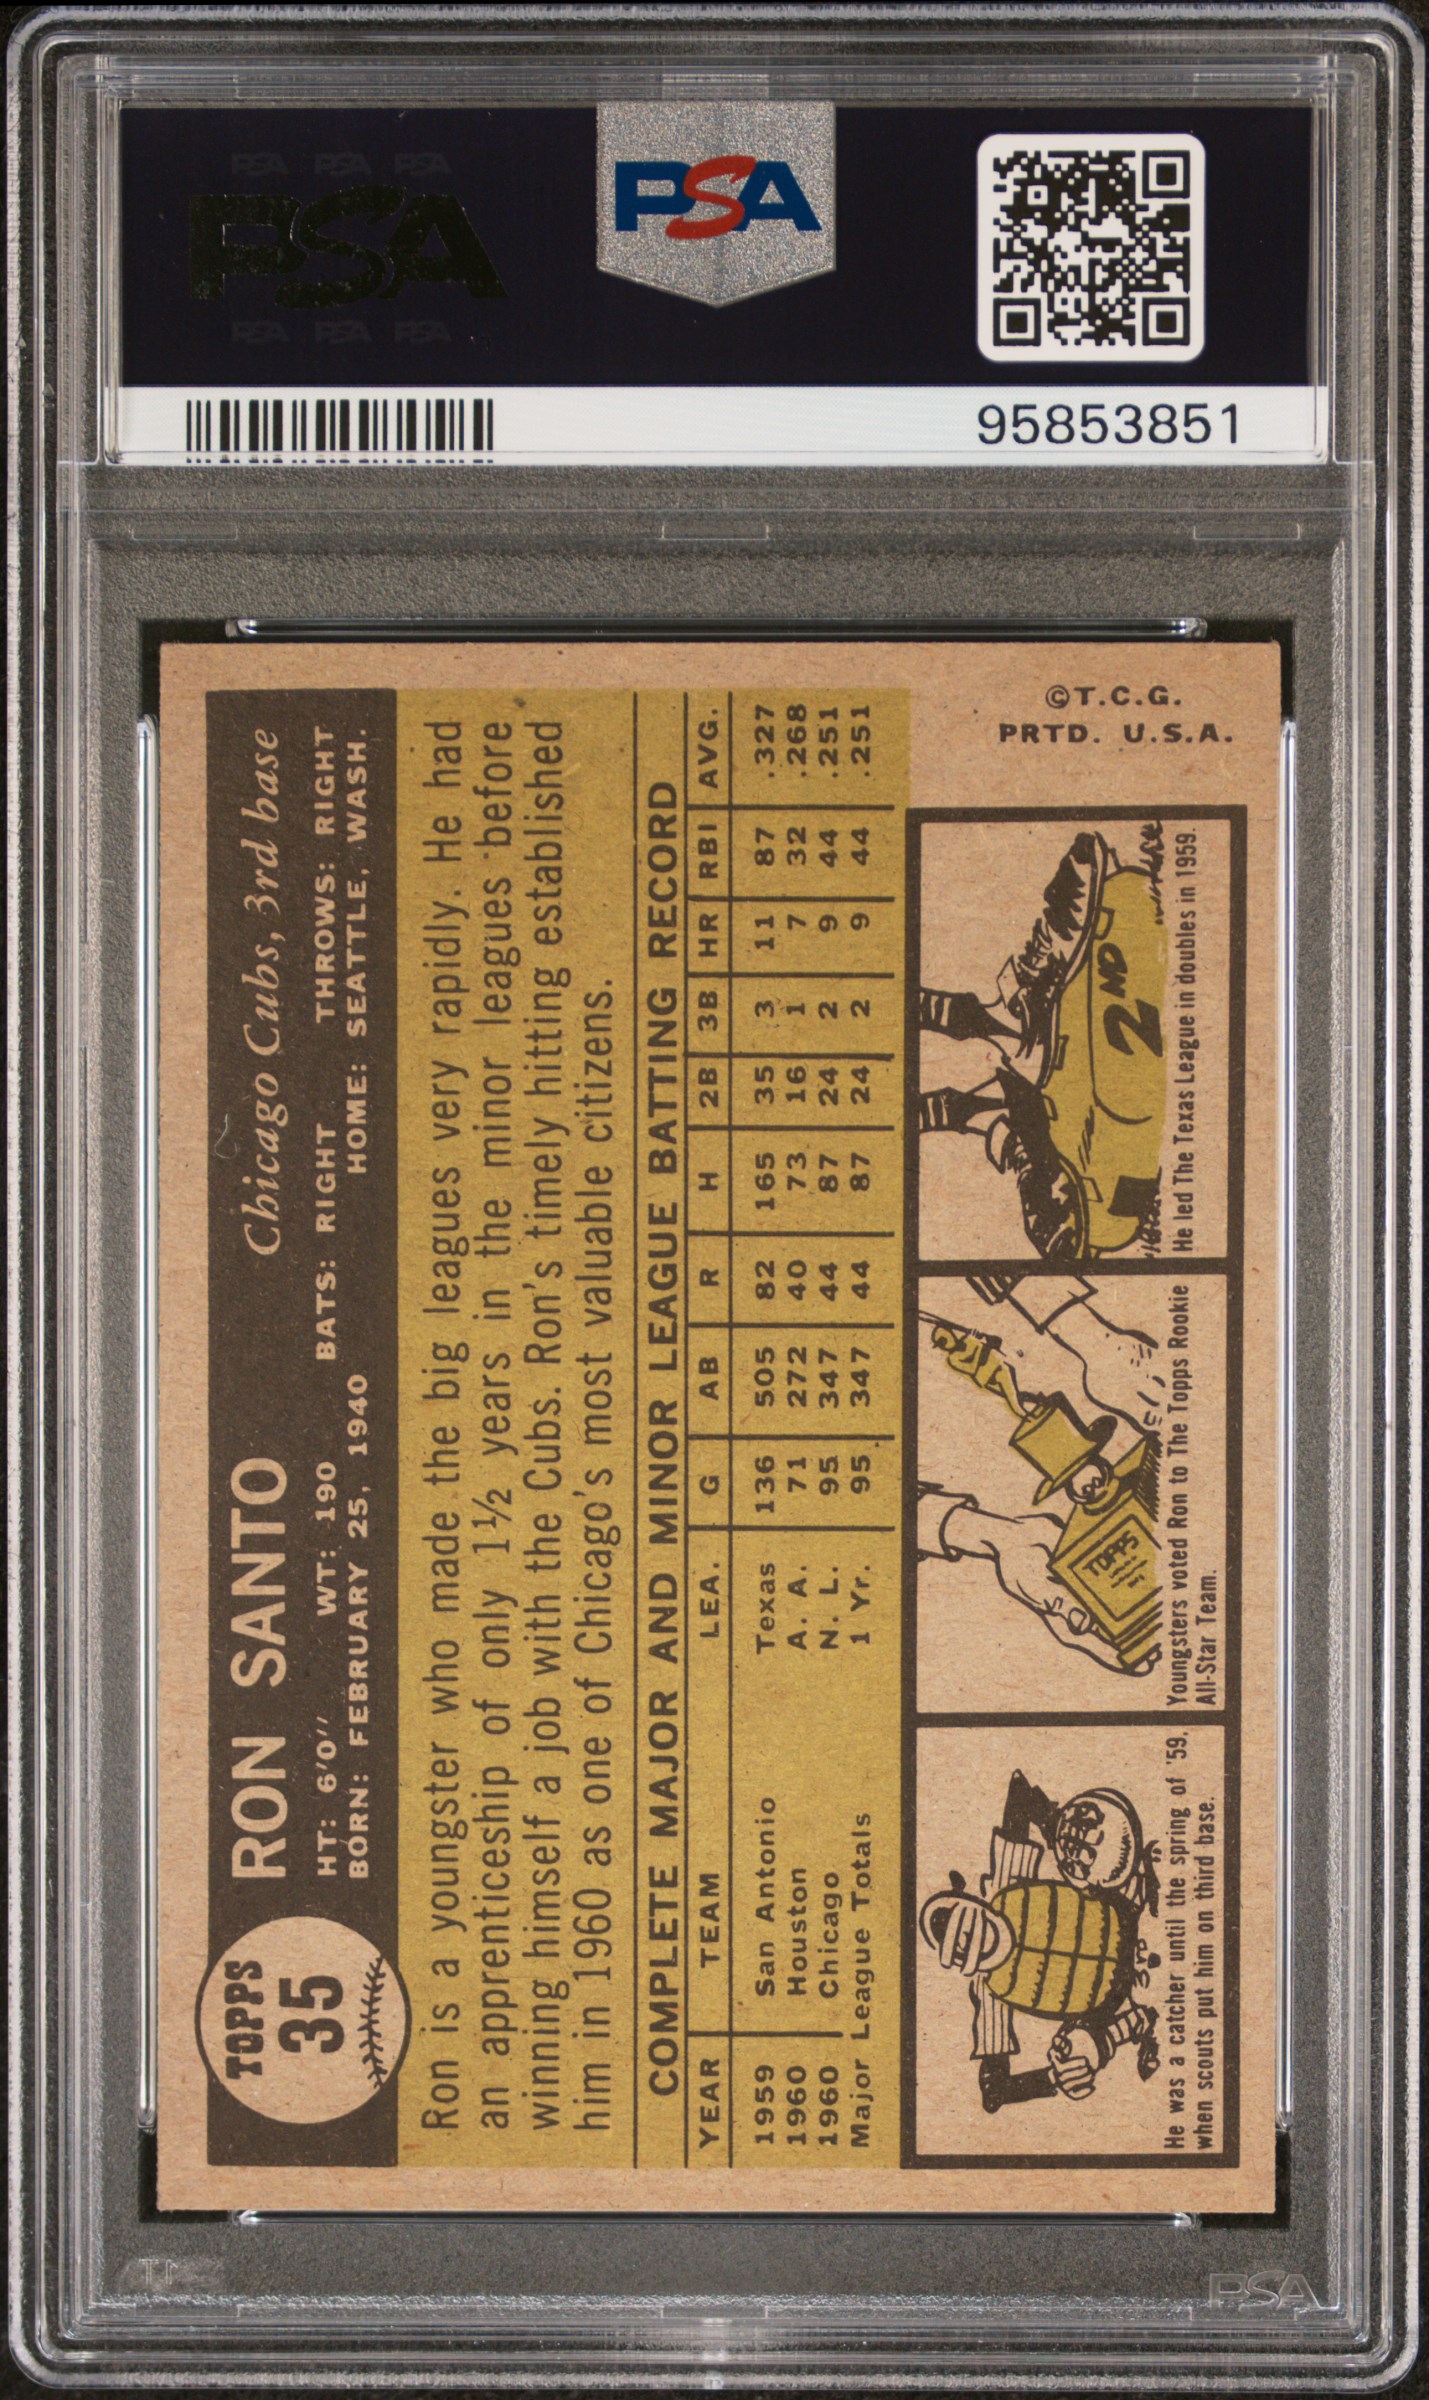 PSA PSA PSA
PSA
PSA PSA PSA
PSA
95853851
TOPPS
35
RON SANTO
Chicago Cubs, 3rd base
HT: 6'0" WT: 190 BATS: RIGHT THROWS: RIGHT
BORN: FEBRUARY 25, 1940 HOME: SEATTLE, WASH.
Ron is a youngster who made the big leagues very rapidly. He had
an apprenticeship of only 1½ years in the minor leagues before
winning himself a job with the Cubs. Ron's timely hitting established
him in 1960 as one of Chicago's most valuable citizens.
COMPLETE MAJOR AND MINOR LEAGUE BATTING RECORD
YEAR TEAM LEA. G AB R H 2B 3B HR RBI AVG.
1959 San Antonio Texas 136 505 82 165 35 3 11 87 .327
1960 Houston A. A. 71 272 40 73 16 1 7 32 .268
1960 Chicago N. L. 95 347 44 87 24 2 9 44 .251
Major League Totals 1 Yr. 95 347 44 87 24 2 9 44 .251
3RD
He was a catcher until the spring of '59,
when scouts put him on third base.
TOPPS
Youngsters voted Ron to The Topps Rookie
All-Star Team.
2ND
He led The Texas League in doubles in 1959.
©T.C.G.
PRTD. U.S.A.
PSA